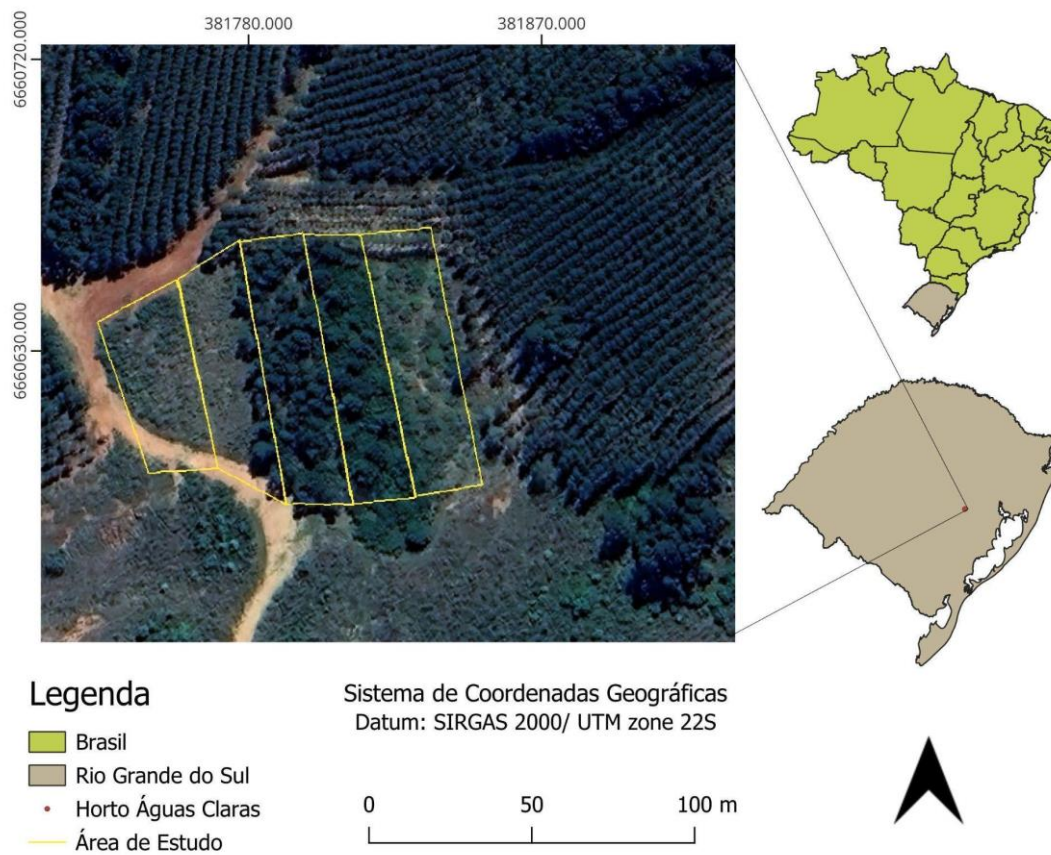 381780.000
381870.000
6660720.000
6660630.000
Legenda
Brasil
Rio Grande do Sul
Horto Águas Claras
Área de Estudo
Sistema de Coordenadas Geográficas
Datum: SIRGAS 2000/ UTM zone 22S
0 50 100 m